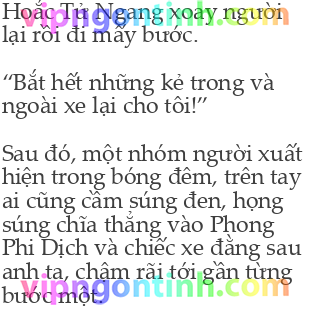 Hoắc Tử Ngang xoay người
lại rồi đi mấy bước.
“Bắt hết những kẻ trong và
ngoài xe lại cho tôi!”
Sau đó, một nhóm người xuất
hiện trong bóng đêm, trên tay
ai cũng cầm súng đen, họng
súng chĩa thẳng vào Phong
Phi Dịch và chiếc xe đằng sau
anh ta, chậm rãi tới gần từng
bước một.
vipngontinh.com
vipngontinh.com